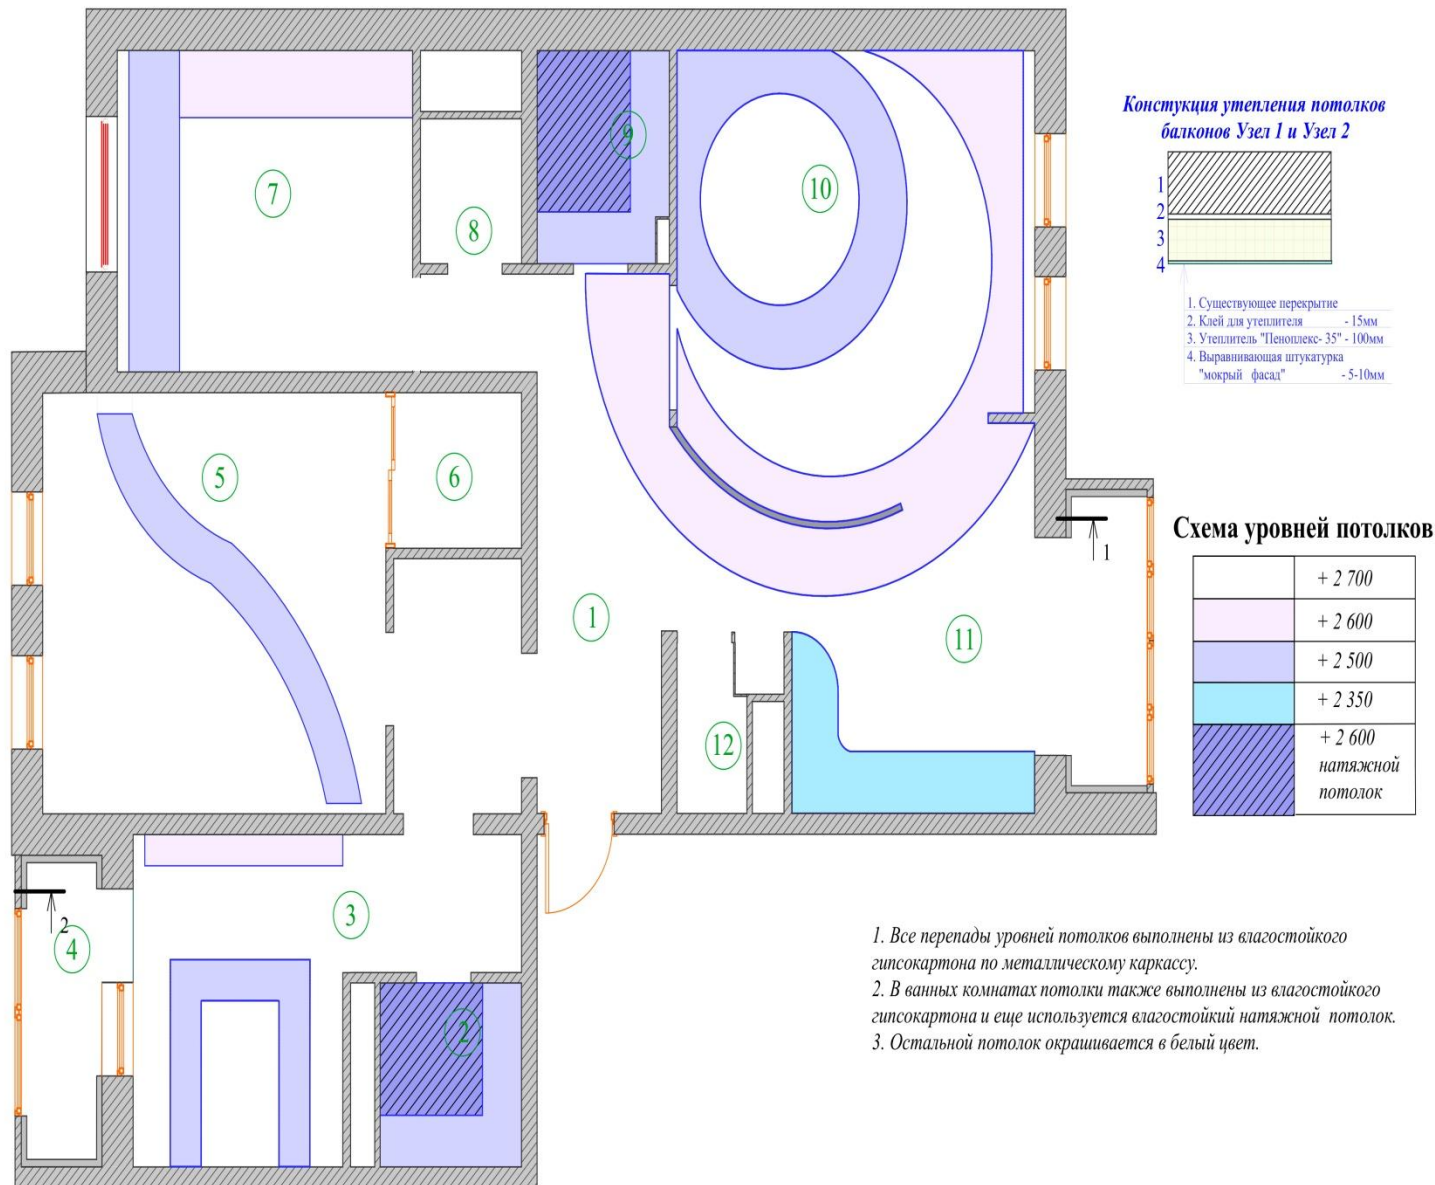 Констукция утепления потолков
балконов Узел 1 и Узел 2
1
2
3
4
1. Существующее перекрытие
2. Клей для утеплителя - 15мм
3. Утеплитель "Пеноплекс- 35" - 100мм
4. Выравнивающая штукатурка
"мокрый фасад" - 5-10мм
7
8
9
10
5
6
1
11
12
3
4
2
1
2
Схема уровней потолков
+ 2 700
+ 2 600
+ 2 500
+ 2 350
+ 2 600
натяжной
потолок
1. Все перепады уровней потолков выполнены из влагостойкого
гипсокартона по металлическому каркассу.
2. В ванных комнатах потолки также выполнены из влагостойкого
гипсокартона и еще используется влагостойкий натяжной потолок.
3. Остальной потолок окрашивается в белый цвет.